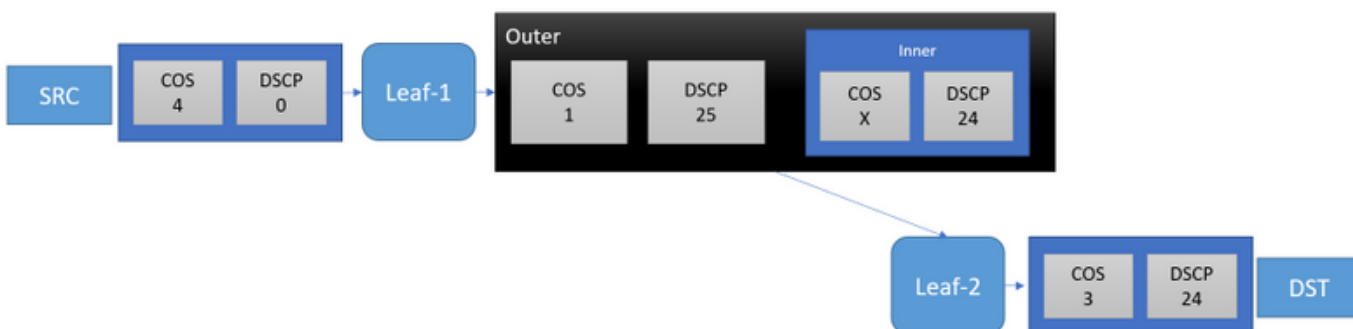 SRC
COS
4
DSCP
0
Leaf-1
Outer
COS
1
DSCP
25
Inner
COS
X
DSCP
24
Leaf-2
COS
3
DSCP
24
DST